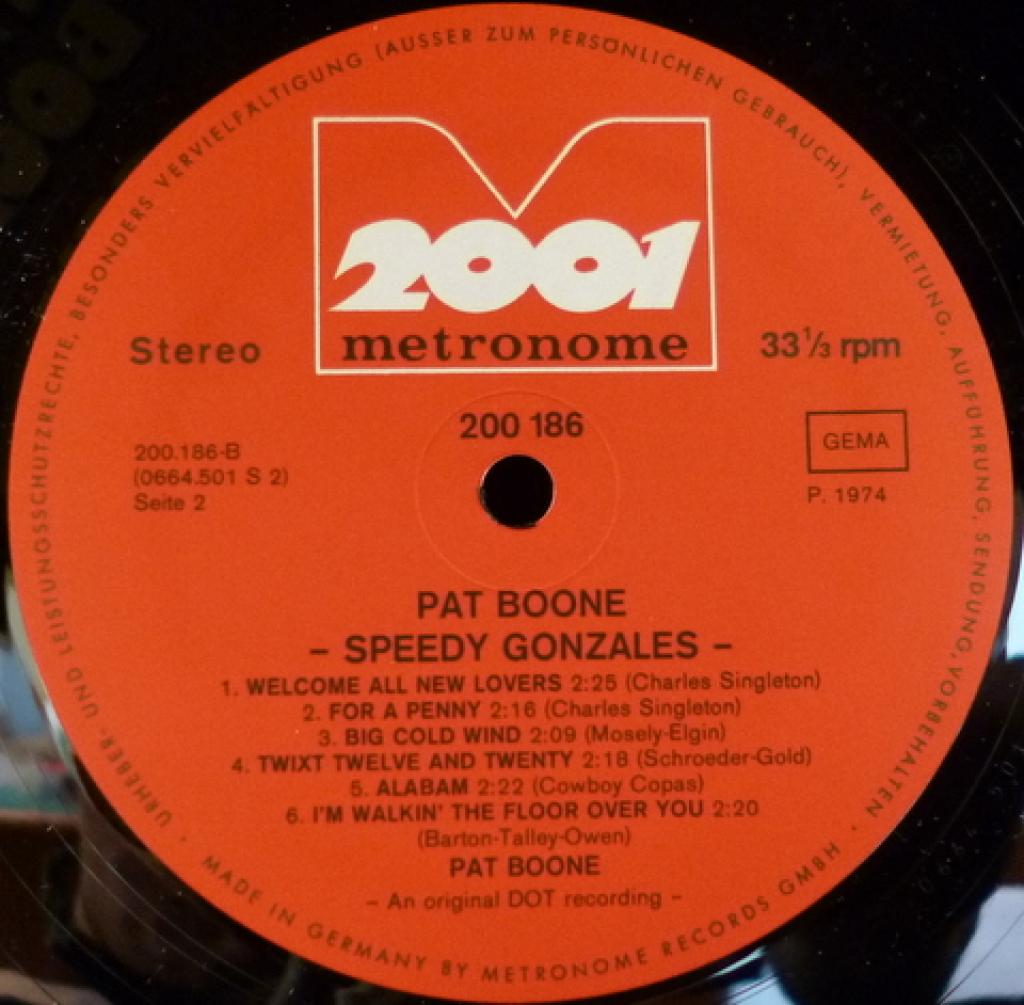 URHEBER- UND LEISTUNGSSCHUTZRECHTE, BESONDERS VERVIELFÄLTIGUNG (AUSSER ZUM PERSÖNLICHEN GEBRAUCH), VERMIETUNG, AUFFÜHRUNG, SENDUNG, VORBEHALTEN ·
2001
metronome
Stereo
33 1/3 rpm
200 186
200.186-B
(0664.501 S 2)
Seite 2
GEMA
P. 1974
PAT BOONE
– SPEEDY GONZALES –
1. WELCOME ALL NEW LOVERS 2:25 (Charles Singleton)
2. FOR A PENNY 2:16 (Charles Singleton)
3. BIG COLD WIND 2:09 (Mosely-Elgin)
4. TWIXT TWELVE AND TWENTY 2:18 (Schroeder-Gold)
5. ALABAM 2:22 (Cowboy Copas)
6. I'M WALKIN' THE FLOOR OVER YOU 2:20
(Barton-Talley-Owen)
PAT BOONE
– An original DOT recording –
· MADE IN GERMANY BY METRONOME RECORDS GMBH